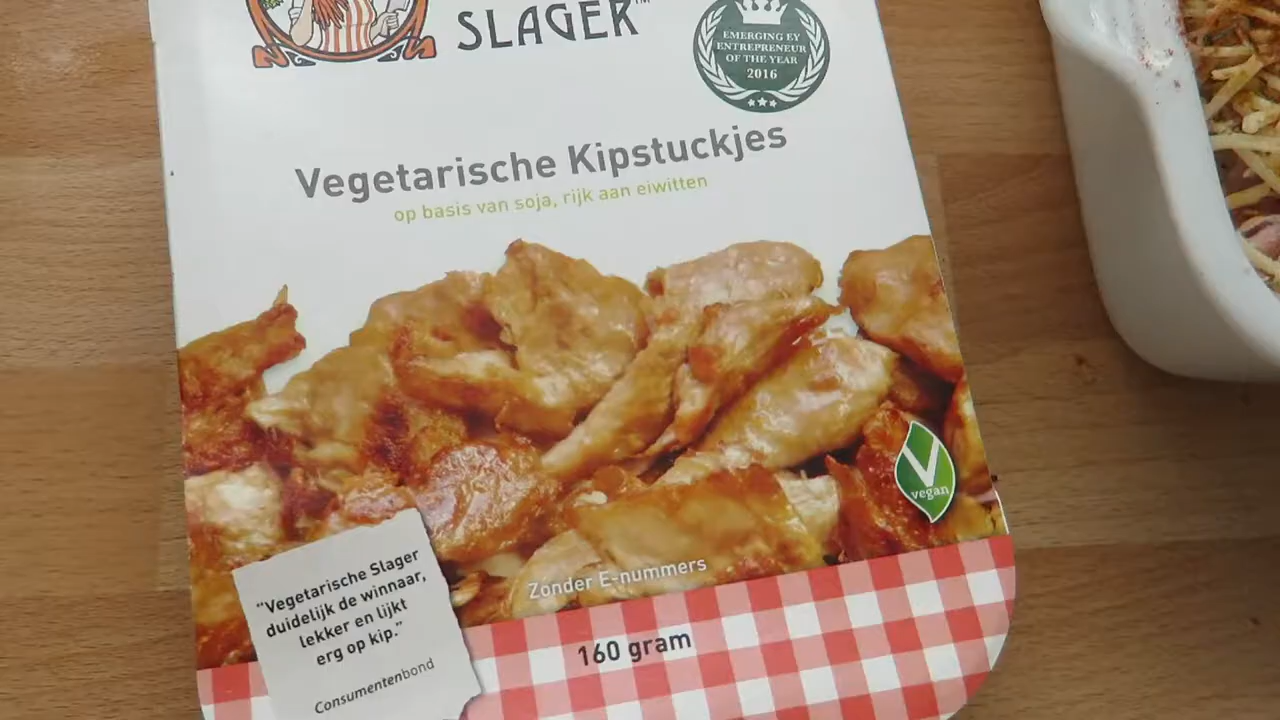 SLAGER™
EMERGING EY
ENTREPRENEUR
OF THE YEAR
2016
Vegetarische Kipstuckjes
op basis van soja, rijk aan eiwitten
vegan
Zonder E-nummers
"Vegetarische Slager
duidelijk de winnaar,
lekker en lijkt
erg op kip."
Consumentenbond
160 gram